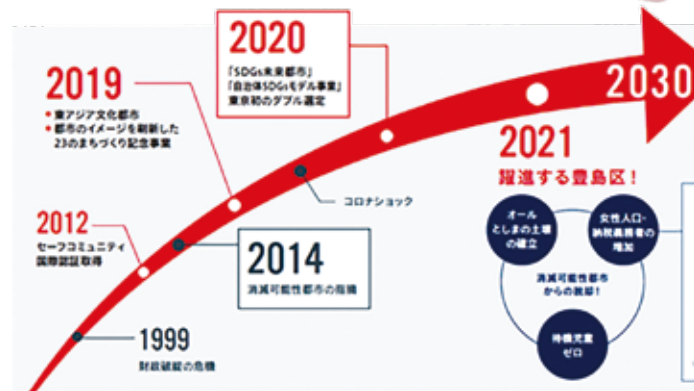 2020
「SDGs未来都市」
「自治体SDGsモデル事業」
東京初のダブル選定
2030
2019
• 東アジア文化都市
• 都市のイメージを刷新した
23のまちづくり記念事業
2021
躍進する豊島区！
コロナショック
オール
としまの土壌
の確立
女性人口・
納税義務者の
増加
2012
セーフコミュニティ
国際認証取得
2014
消滅可能性都市の指摘
消滅可能性都市
からの脱却！
1999
財政破綻の危機
待機児童
ゼロ